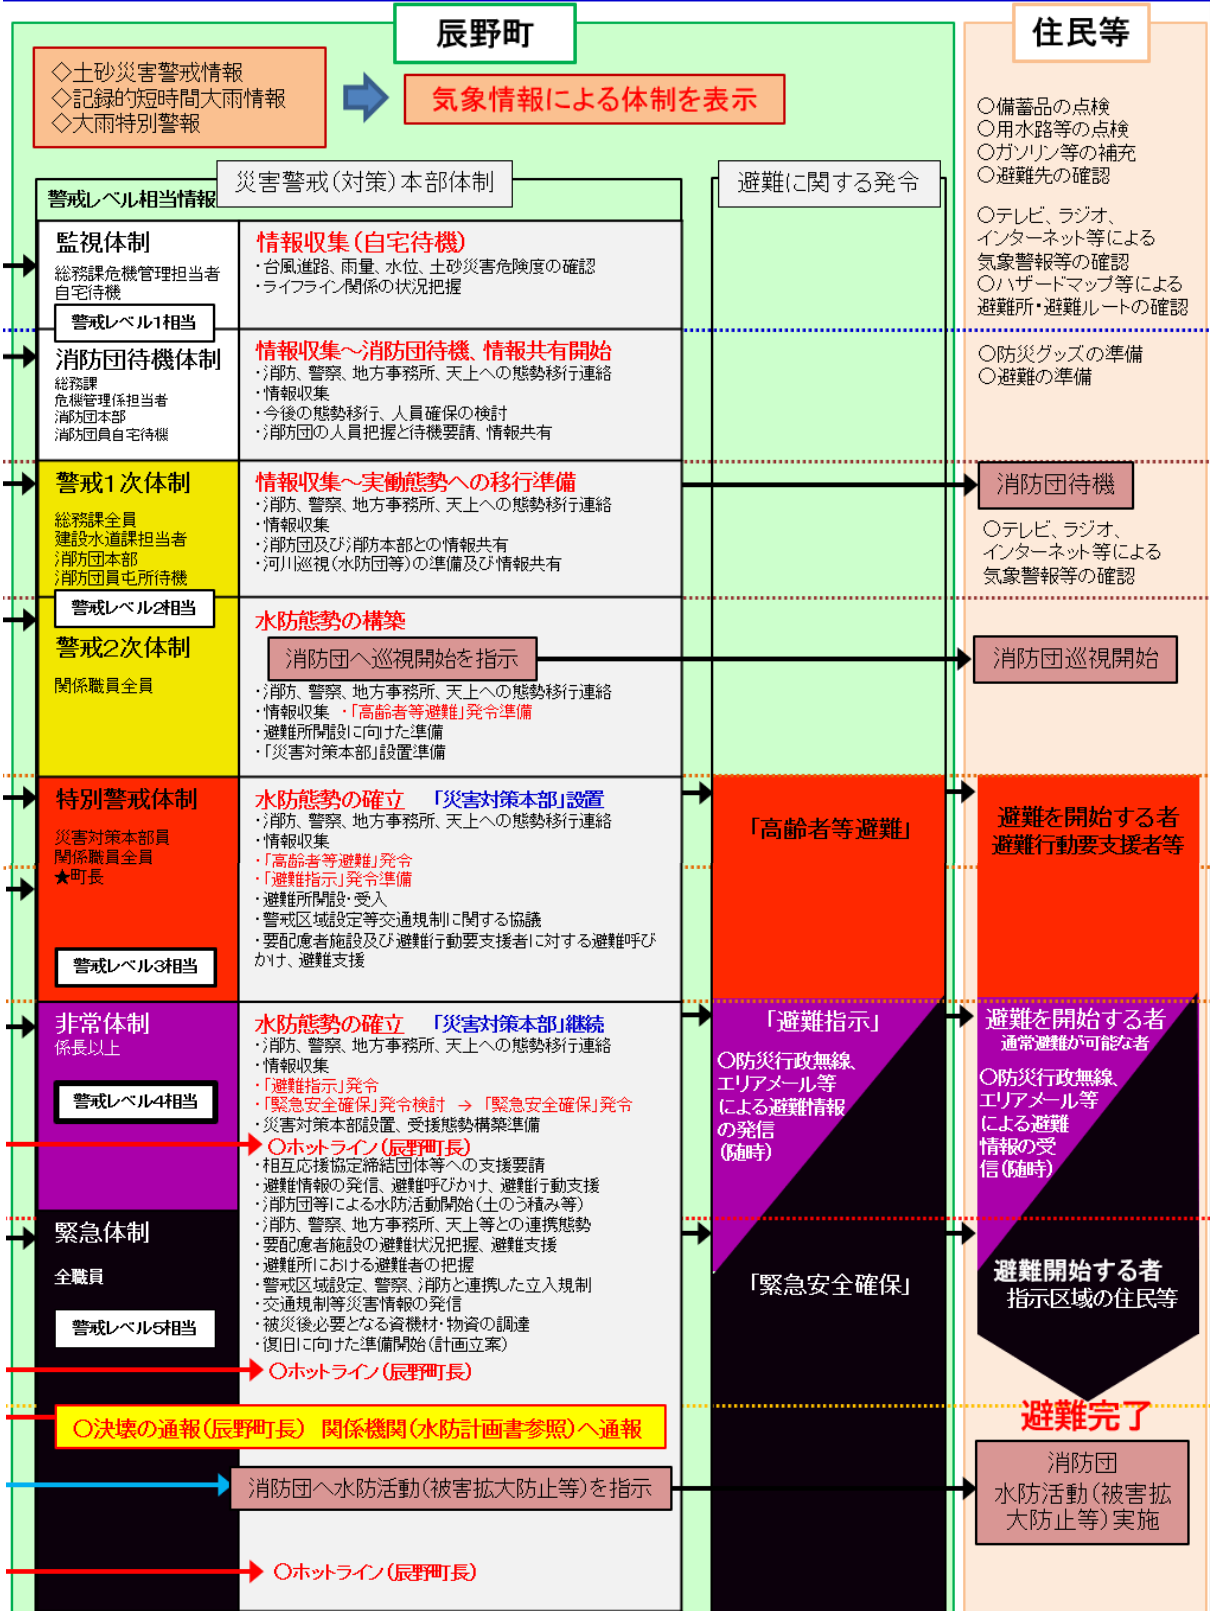 辰野町
住民等
◇土砂災害警戒情報
◇記録的短時間大雨情報
◇大雨特別警報
気象情報による体制を表示
災害警戒(対策)本部体制
避難に関する発令
警戒レベル相当情報
監視体制
総務課危機管理担当者
自宅待機
警戒レベル1相当
情報収集(自宅待機)
・台風進路、雨量、水位、土砂災害危険度の確認
・ライフライン関係の状況把握
消防団待機体制
総務課
危機管理係担当者
消防団本部
消防団員自宅待機
情報収集～消防団待機、情報共有開始
・消防、警察、地方事務所、天上への態勢移行連絡
・情報収集
・今後の態勢移行、人員確保の検討
・消防団の人員把握と待機要請、情報共有
警戒1次体制
総務課全員
建設水道課担当者
消防団本部
消防団員屯所待機
警戒レベル2相当
情報収集～実働態勢への移行準備
・消防、警察、地方事務所、天上への態勢移行連絡
・情報収集
・消防団及び消防本部との情報共有
・河川巡視(水防団等)の準備及び情報共有
警戒2次体制
関係職員全員
水防態勢の構築
消防団へ巡視開始を指示
・消防、警察、地方事務所、天上への態勢移行連絡
・情報収集 ・「高齢者等避難」発令準備
・避難所開設に向けた準備
・「災害対策本部」設置準備
特別警戒体制
災害対策本部員
関係職員全員
★町長
警戒レベル3相当
水防態勢の確立 「災害対策本部」設置
・消防、警察、地方事務所、天上への態勢移行連絡
・情報収集
・「高齢者等避難」発令
・「避難指示」発令準備
・避難所開設・受入
・警戒区域設定等交通規制に関する協議
・要配慮者施設及び避難行動要支援者に対する避難呼び
かけ、避難支援
非常体制
係長以上
警戒レベル4相当
水防態勢の確立 「災害対策本部」継続
・消防、警察、地方事務所、天上への態勢移行連絡
・情報収集
・「避難指示」発令
・「緊急安全確保」発令検討 → 「緊急安全確保」発令
・災害対策本部設置、受援態勢構築準備
〇ホットライン(辰野町長)
・相互応援協定締結団体等への支援要請
・避難情報の発信、避難呼びかけ、避難行動支援
・消防団等による水防活動開始(土のう積み等)
・消防、警察、地方事務所、天上等との連携態勢
・要配慮者施設の避難状況把握、避難支援
・避難所における避難者の把握
・警戒区域設定、警察、消防と連携した立入規制
・交通規制等災害情報の発信
・被災後必要となる資機材・物資の調達
・復旧に向けた準備開始(計画立案)
〇ホットライン(辰野町長)
緊急体制
全職員
警戒レベル5相当
〇決壊の通報(辰野町長) 関係機関(水防計画書参照)へ通報
消防団へ水防活動(被害拡大防止等)を指示
〇ホットライン(辰野町長)
「高齢者等避難」
「避難指示」
〇防災行政無線、
エリアメール等
による避難情報
の発信
(随時)
「緊急安全確保」
〇備蓄品の点検
〇用水路等の点検
〇ガソリン等の補充
〇避難先の確認
〇テレビ、ラジオ、
インターネット等による
気象警報等の確認
〇ハザードマップ等による
避難所・避難ルートの確認
〇防災グッズの準備
〇避難の準備
消防団待機
〇テレビ、ラジオ、
インターネット等による
気象警報等の確認
消防団巡視開始
避難を開始する者
避難行動要支援者等
避難を開始する者
通常避難が可能な者
〇防災行政無線、
エリアメール等
による避難
情報の受
信(随時)
避難開始する者
指示区域の住民等
避難完了
消防団
水防活動(被害拡
大防止等)実施